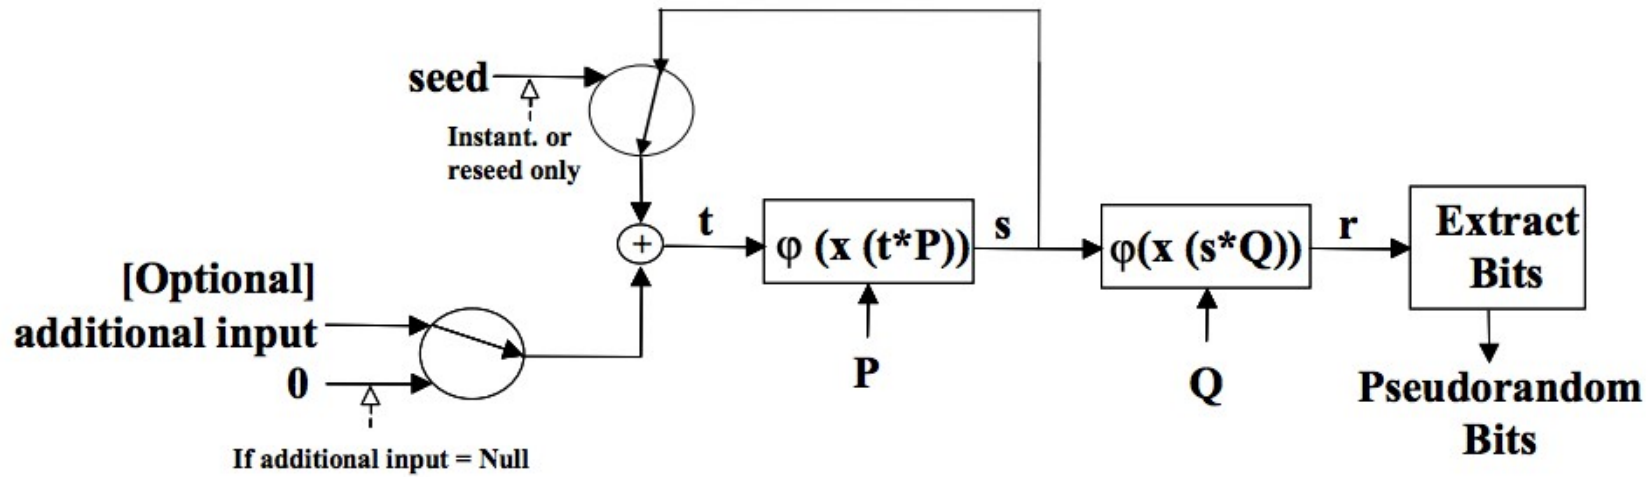 seed
Instant. or
reseed only
+
t
φ (x (t*P))
s
φ(x (s*Q))
r
Extract
Bits
[Optional]
additional input
0
P
Q
Pseudorandom
Bits
If additional input = Null